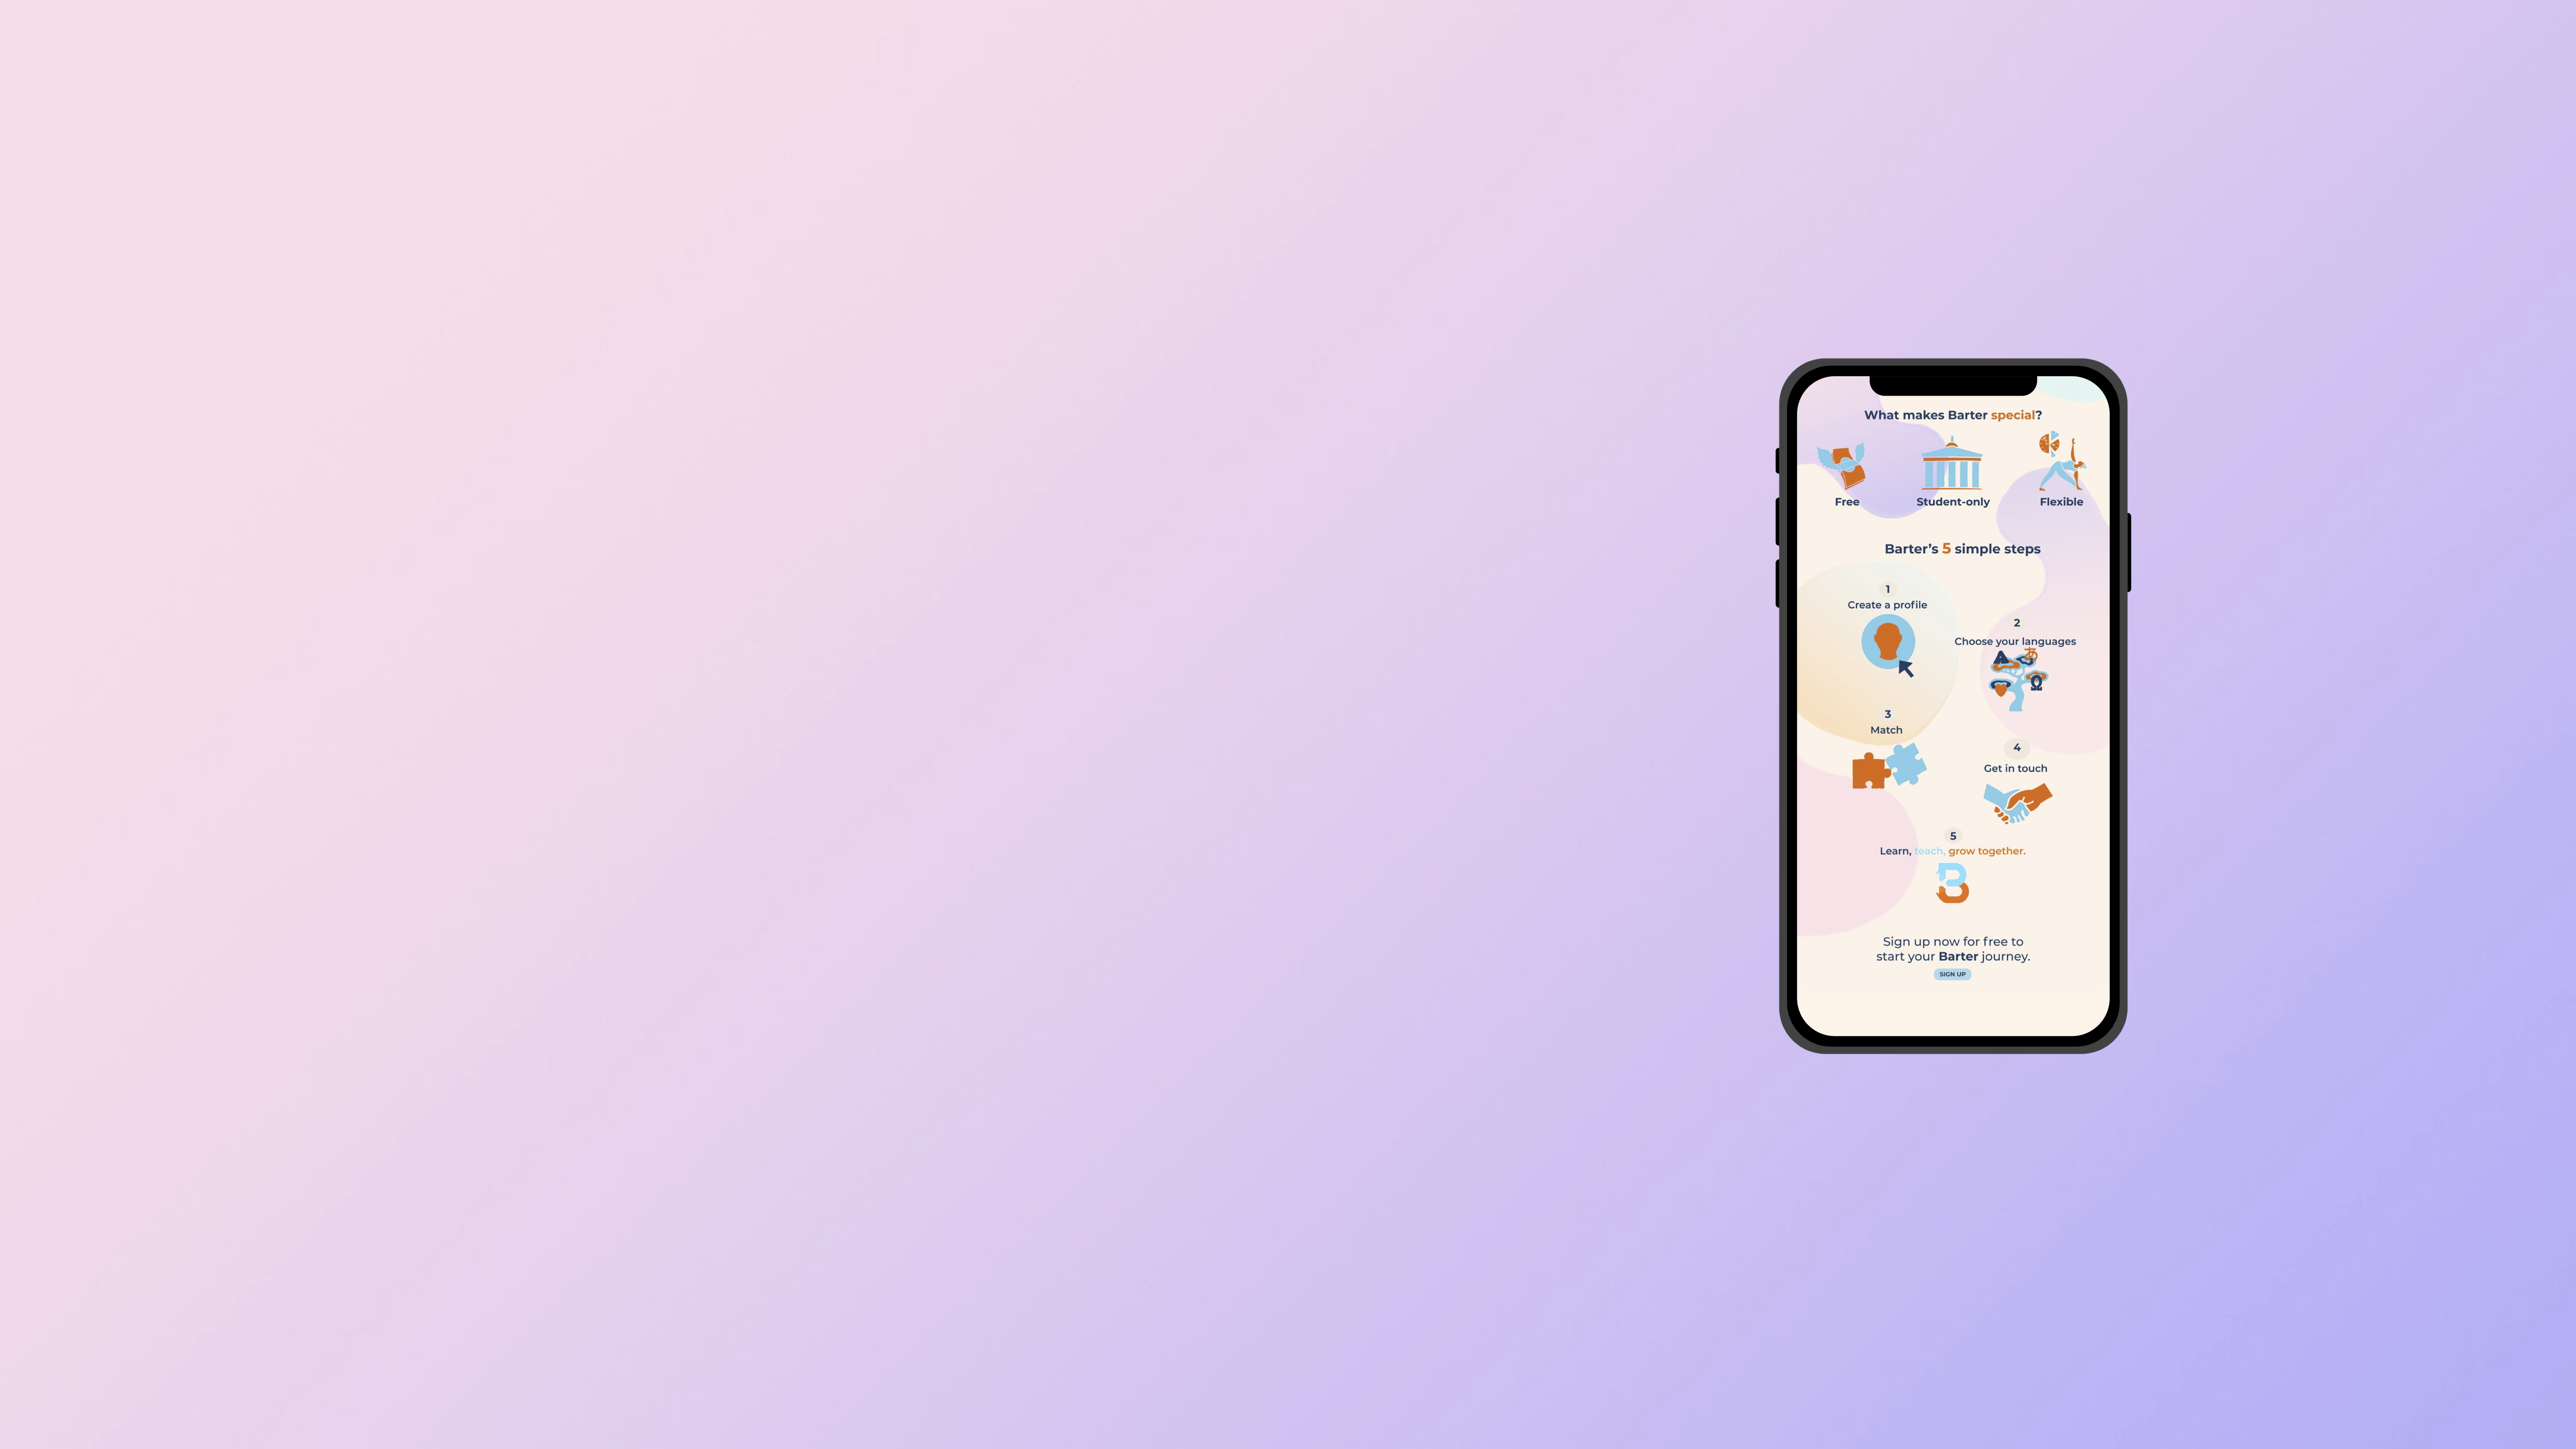 What makes Barter special?
Free
Student-only
Flexible
Barter’s 5 simple steps
1
Create a profile
2
Choose your languages
あ
Ω
3
Match
4
Get in touch
5
Learn, teach, grow together.
B
Sign up now for free to
start your Barter journey.
SIGN UP